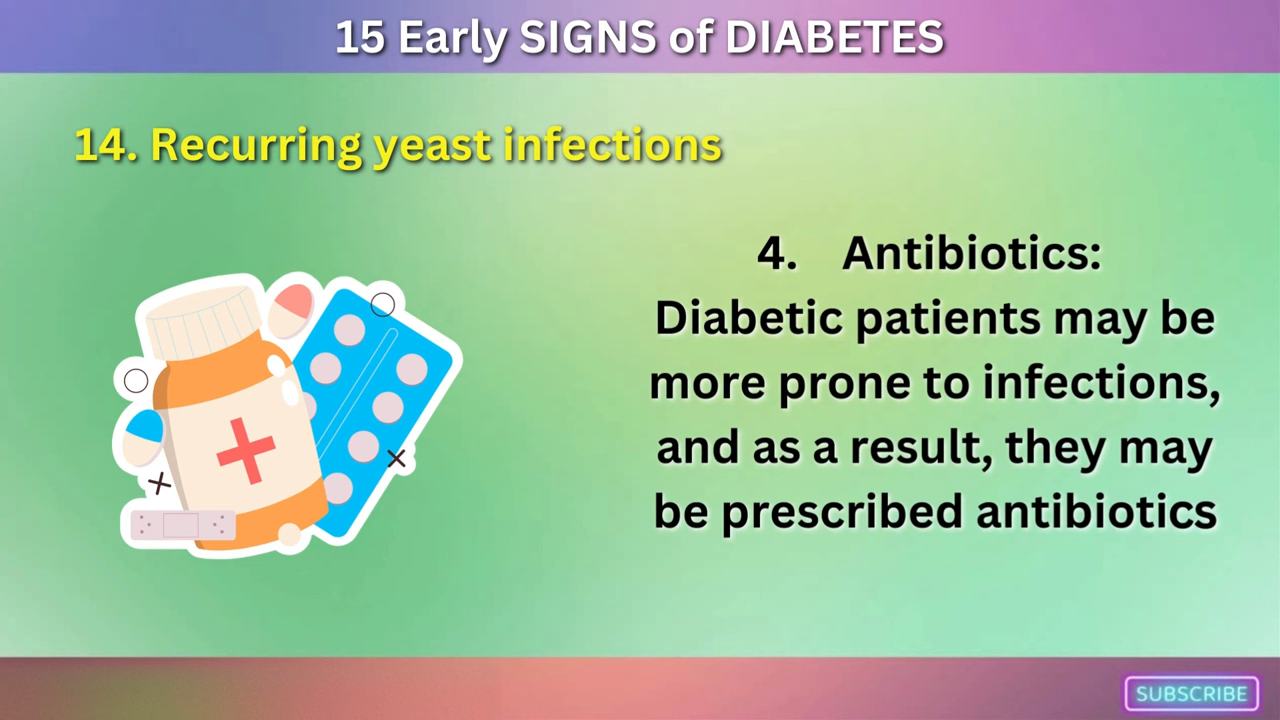 15 Early SIGNS of DIABETES
14. Recurring yeast infections
4. Antibiotics:
Diabetic patients may be
more prone to infections,
and as a result, they may
be prescribed antibiotics
SUBSCRIBE